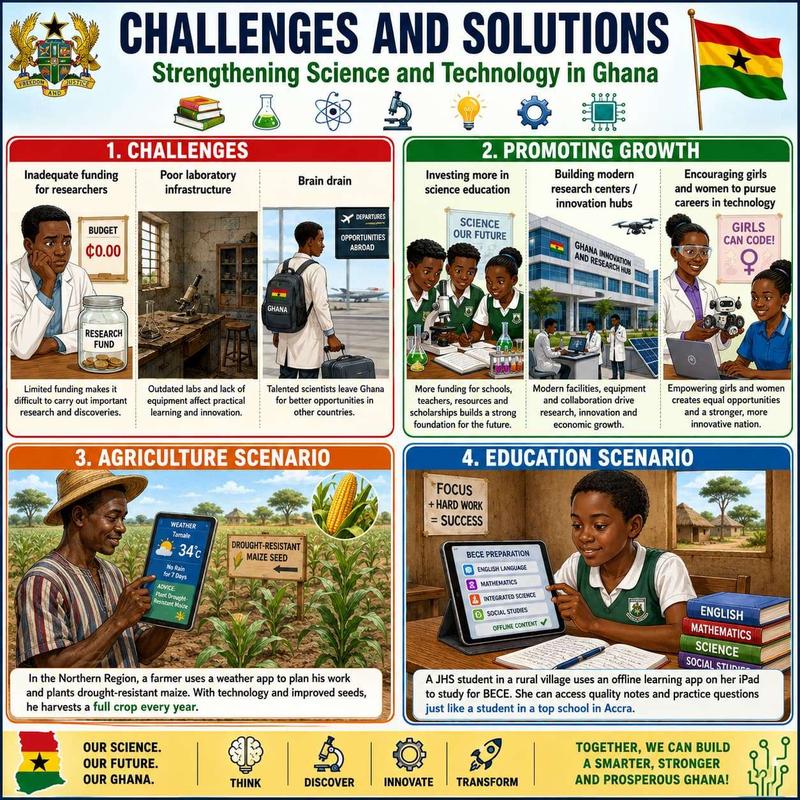 CHALLENGES AND SOLUTIONS
Strengthening Science and Technology in Ghana
FREEDOM AND JUSTICE
1. CHALLENGES
Inadequate funding
for researchers
BUDGET
₵0.00
RESEARCH
FUND
Limited funding makes it
difficult to carry out important
research and discoveries.
Poor laboratory
infrastructure
Outdated labs and lack of
equipment affect practical
learning and innovation.
Brain drain
DEPARTURES
OPPORTUNITIES
ABROAD
GHANA
Talented scientists leave Ghana
for better opportunities in
other countries.
2. PROMOTING GROWTH
Investing more in
science education
SCIENCE
OUR FUTURE
More funding for schools,
teachers, resources and
scholarships builds a strong
foundation for the future.
Building modern
research centers /
innovation hubs
GHANA INNOVATION
AND RESEARCH HUB
Modern facilities, equipment
and collaboration drive
research, innovation and
economic growth.
Encouraging girls
and women to pursue
careers in technology
GIRLS
CAN CODE!
Empowering girls and women
creates equal opportunities
and a stronger, more
innovative nation.
3. AGRICULTURE SCENARIO
WEATHER
Tamale
34°C
No Rain
for 7 Days
ADVICE:
Plant Drought-
Resistant Maize
DROUGHT-RESISTANT
MAIZE SEED
In the Northern Region, a farmer uses a weather app to plan his work
and plants drought-resistant maize. With technology and improved seeds,
he harvests a full crop every year.
4. EDUCATION SCENARIO
FOCUS
+ HARD WORK
= SUCCESS
BECE PREPARATION
ENGLISH LANGUAGE
MATHEMATICS
INTEGRATED SCIENCE
SOCIAL STUDIES
OFFLINE CONTENT ✓
ENGLISH
MATHEMATICS
SCIENCE
SOCIAL STUDIES
A JHS student in a rural village uses an offline learning app on her iPad
to study for BECE. She can access quality notes and practice questions
just like a student in a top school in Accra.
OUR SCIENCE.
OUR FUTURE.
OUR GHANA.
THINK
DISCOVER
INNOVATE
TRANSFORM
TOGETHER, WE CAN BUILD
A SMARTER, STRONGER
AND PROSPEROUS GHANA!